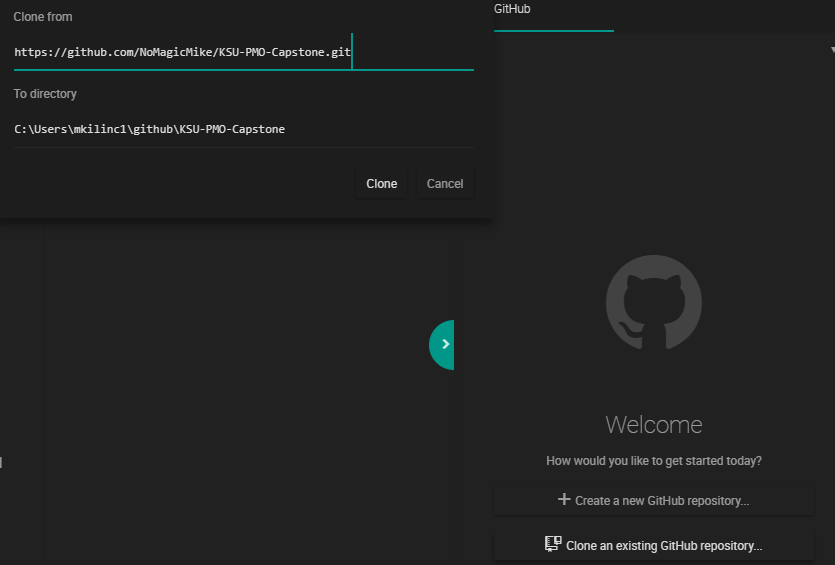 Clone from
https://github.com/NoMagicMike/KSU-PMO-Capstone.git
To directory
C:\Users\mkilinc1\github\KSU-PMO-Capstone
Clone
Cancel
GitHub
Welcome
How would you like to get started today?
Create a new GitHub repository...
Clone an existing GitHub repository...